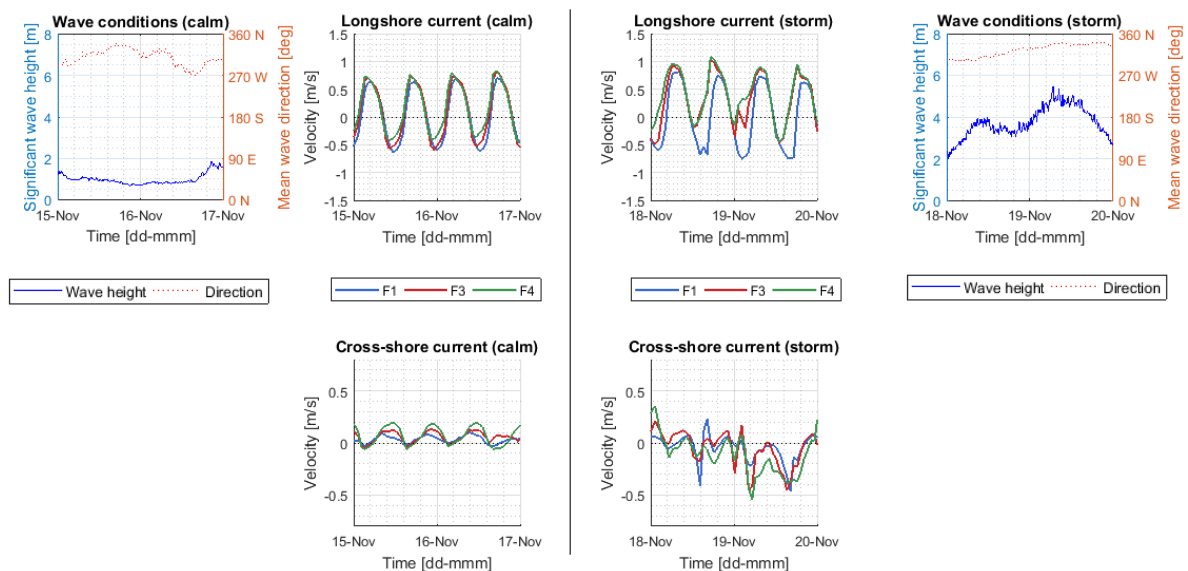 Wave conditions (calm)
Significant wave height [m]
8
6
4
2
0
360 N
270 W
180 S
90 E
0 N
Mean wave direction [deg]
15-Nov 16-Nov 17-Nov
Time [dd-mmm]
Wave height Direction
Longshore current (calm)
Velocity [m/s]
1.5
1
0.5
0
-0.5
-1
-1.5
15-Nov 16-Nov 17-Nov
Time [dd-mmm]
F1 F3 F4
Cross-shore current (calm)
Velocity [m/s]
0.5
0
-0.5
15-Nov 16-Nov 17-Nov
Time [dd-mmm]
Longshore current (storm)
Velocity [m/s]
1.5
1
0.5
0
-0.5
-1
-1.5
18-Nov 19-Nov 20-Nov
Time [dd-mmm]
F1 F3 F4
Cross-shore current (storm)
Velocity [m/s]
0.5
0
-0.5
18-Nov 19-Nov 20-Nov
Time [dd-mmm]
Wave conditions (storm)
Significant wave height [m]
8
6
4
2
0
360 N
270 W
180 S
90 E
0 N
Mean wave direction [deg]
18-Nov 19-Nov 20-Nov
Time [dd-mmm]
Wave height Direction